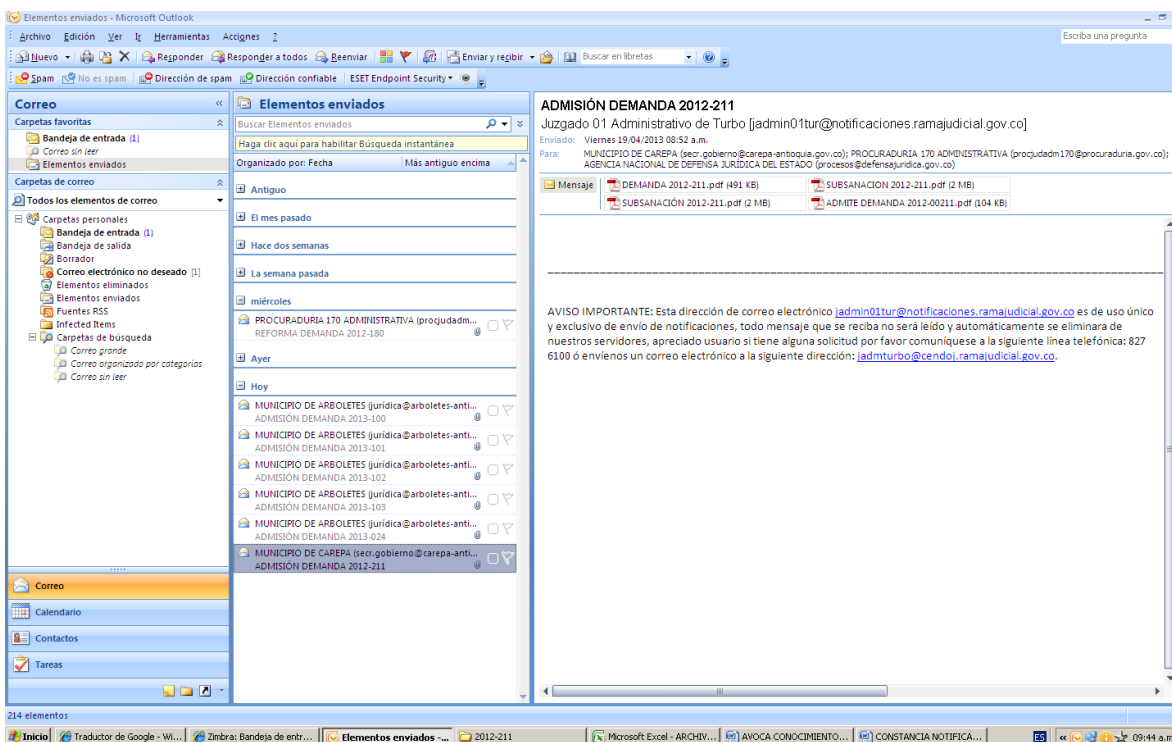 Elementos enviados - Microsoft Outlook
Archivo Edición Ver Ir Herramientas Acciones ?
Escriba una pregunta
Nuevo Responder Responder a todos Reenviar Enviar y recibir Buscar en libretas
Spam No es spam Dirección de spam Dirección confiable ESET Endpoint Security
Correo
Carpetas favoritas
Bandeja de entrada (1)
Correo sin leer
Elementos enviados
Carpetas de correo
Todos los elementos de correo
Carpetas personales
Bandeja de entrada (1)
Bandeja de salida
Borrador
Correo electrónico no deseado [1]
Elementos eliminados
Elementos enviados
Fuentes RSS
Infected Items
Carpetas de búsqueda
Correo grande
Correo organizado por categorías
Correo sin leer
Correo
Calendario
Contactos
Tareas
Elementos enviados
Buscar Elementos enviados
Haga clic aquí para habilitar Búsqueda instantánea
Organizado por: Fecha Más antiguo encima
Antiguo
El mes pasado
Hace dos semanas
La semana pasada
miércoles
PROCURADURIA 170 ADMINISTRATIVA (procjudadm...
REFORMA DEMANDA 2012-180
Ayer
Hoy
MUNICIPIO DE ARBOLETES (jurídica@arboletes-anti...
ADMISIÓN DEMANDA 2013-100
MUNICIPIO DE ARBOLETES (jurídica@arboletes-anti...
ADMISIÓN DEMANDA 2013-101
MUNICIPIO DE ARBOLETES (jurídica@arboletes-anti...
ADMISIÓN DEMANDA 2013-102
MUNICIPIO DE ARBOLETES (jurídica@arboletes-anti...
ADMISIÓN DEMANDA 2013-103
MUNICIPIO DE ARBOLETES (jurídica@arboletes-anti...
ADMISIÓN DEMANDA 2013-024
MUNICIPIO DE CAREPA (secr.gobierno@carepa-anti...
ADMISIÓN DEMANDA 2012-211
ADMISIÓN DEMANDA 2012-211
Juzgado 01 Administrativo de Turbo [jadmin01tur@notificaciones.ramajudicial.gov.co]
Enviado: Viernes 19/04/2013 08:52 a.m.
Para: MUNICIPIO DE CAREPA (secr.gobierno@carepa-antioquia.gov.co); PROCURADURIA 170 ADMINISTRATIVA (procjudadm170@procuraduria.gov.co);
AGENCIA NACIONAL DE DEFENSA JURÍDICA DEL ESTADO (procesos@defensajuridica.gov.co)
Mensaje DEMANDA 2012-211.pdf (491 KB) SUBSANACION 2012-211.pdf (2 MB)
SUBSANACIÓN 2012-211.pdf (2 MB) ADMITE DEMANDA 2012-00211.pdf (104 KB)
AVISO IMPORTANTE: Esta dirección de correo electrónico jadmin01tur@notificaciones.ramajudicial.gov.co es de uso único
y exclusivo de envío de notificaciones, todo mensaje que se reciba no será leído y automáticamente se eliminara de
nuestros servidores, apreciado usuario si tiene alguna solicitud por favor comuníquese a la siguiente línea telefónica: 827
6100 ó envíenos un correo electrónico a la siguiente dirección: jadmturbo@cendoj.ramajudicial.gov.co.
214 elementos
Inicio Traductor de Google - Wi... Zimbra: Bandeja de entr... Elementos enviados -... 2012-211 Microsoft Excel - ARCHIV... AVOCA CONOCIMIENTO... CONSTANCIA NOTIFICA... ES 09:44 a.m.